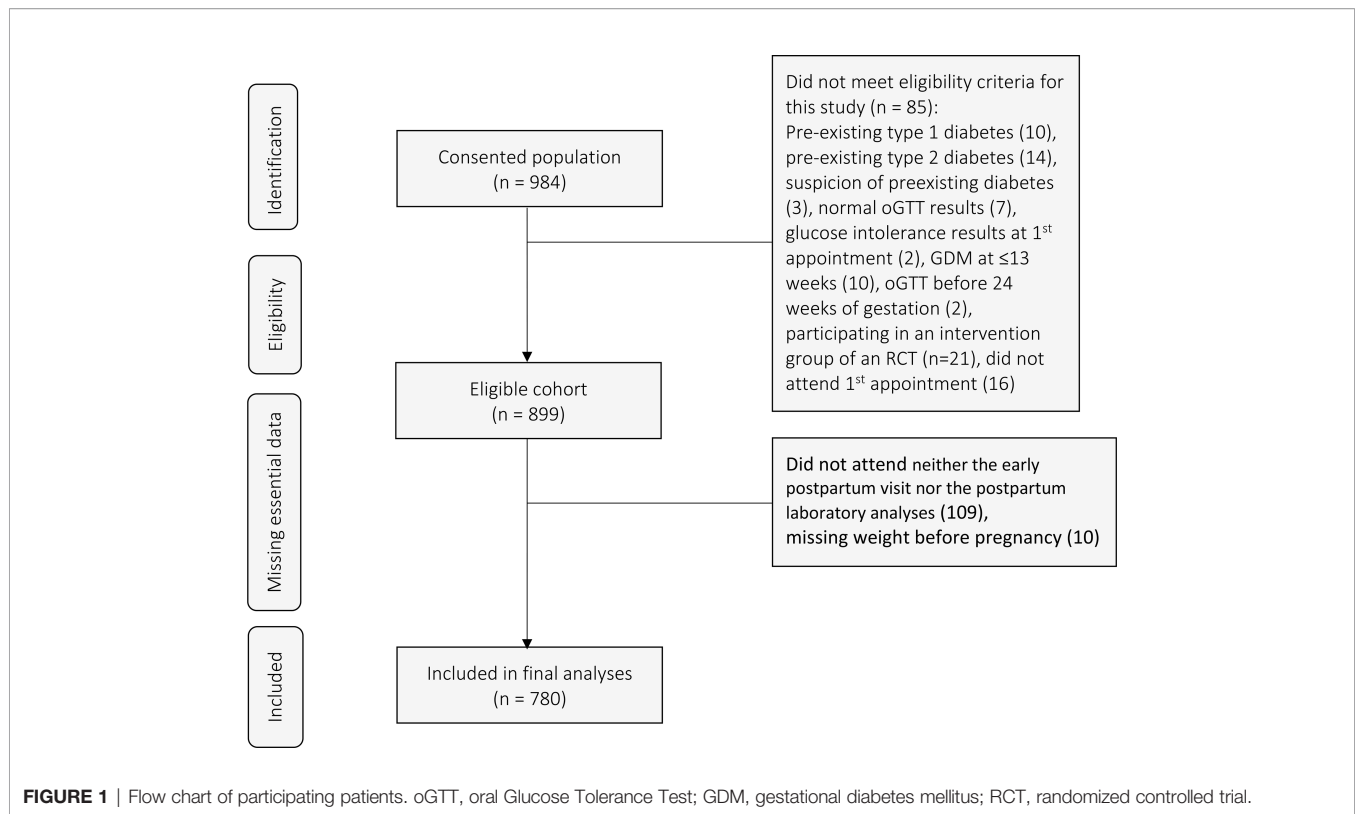 Identification
Consented population
(n = 984)
Did not meet eligibility criteria for
this study (n = 85):
Pre-existing type 1 diabetes (10),
pre-existing type 2 diabetes (14),
suspicion of preexisting diabetes
(3), normal oGTT results (7),
glucose intolerance results at 1st
appointment (2), GDM at ≤13
weeks (10), oGTT before 24
weeks of gestation (2),
participating in an intervention
group of an RCT (n=21), did not
attend 1st appointment (16)
Eligibility
Eligible cohort
(n = 899)
Missing essential data
Did not attend neither the early
postpartum visit nor the postpartum
laboratory analyses (109),
missing weight before pregnancy (10)
Included
Included in final analyses
(n = 780)
FIGURE 1 | Flow chart of participating patients. oGTT, oral Glucose Tolerance Test; GDM, gestational diabetes mellitus; RCT, randomized controlled trial.